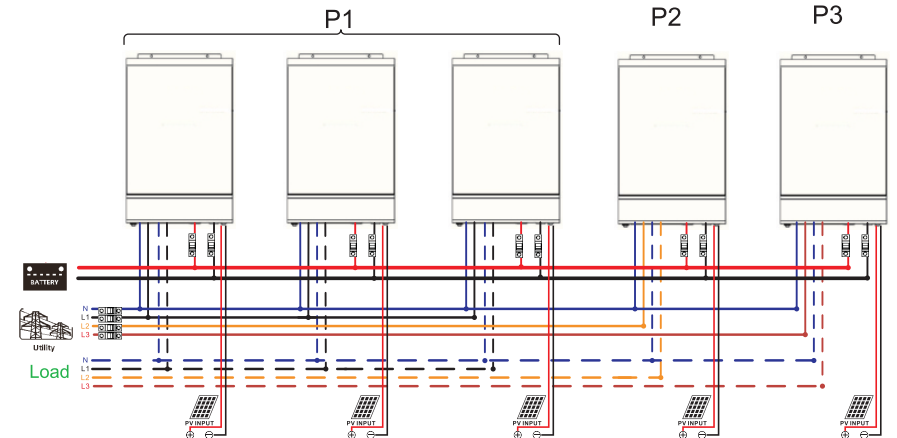 P1
P2
P3
BATTERY
N
L1
L2
L3
Utility
N
L1
L2
L3
Load
PV INPUT
PV INPUT
PV INPUT
PV INPUT
PV INPUT